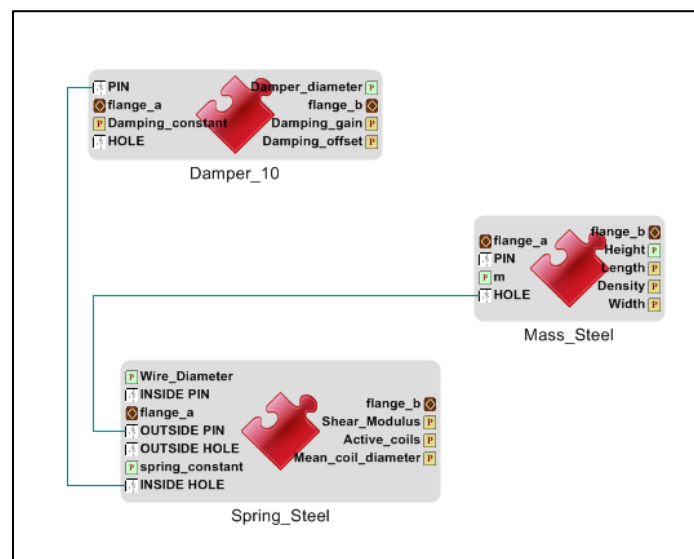 PIN
Damper_diameter P
flange_a
flange_b
P Damping_constant
Damping_gain P
HOLE
Damping_offset P
Damper_10
flange_a
flange_b
PIN
Height P
P m
Length P
HOLE
Density P
Width P
Mass_Steel
P Wire_Diameter
INSIDE PIN
flange_a
flange_b
OUTSIDE PIN
Shear_Modulus P
OUTSIDE HOLE
Active_coils P
P spring_constant
Mean_coil_diameter P
INSIDE HOLE
Spring_Steel